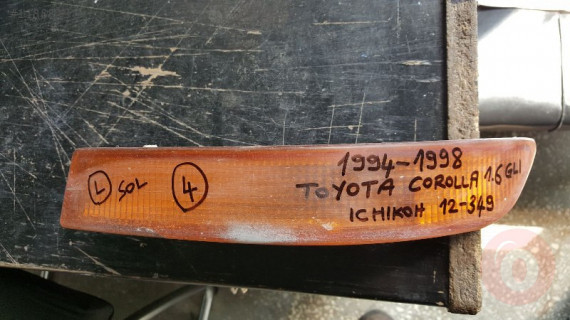 L SOL 4
1994-1998
TOYOTA COROLLA 1.6 GLI
ICHIKOH 12-349